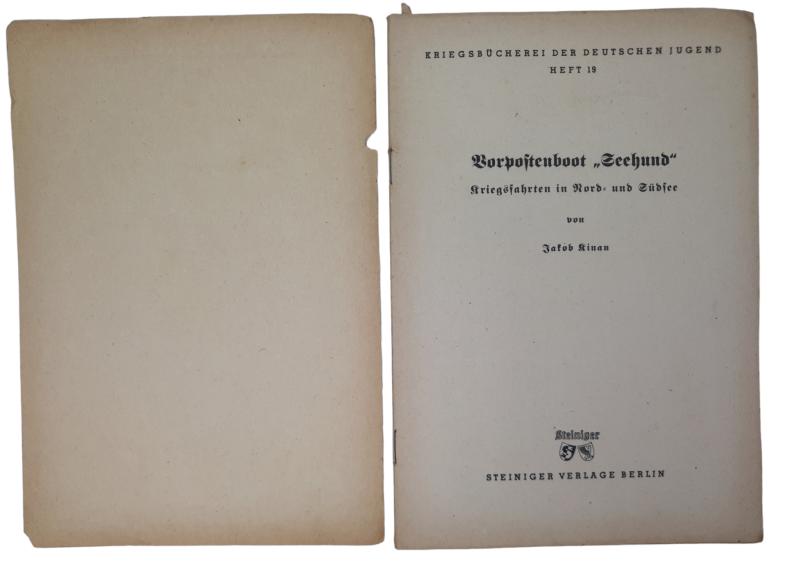 KRIEGSBÜCHEREI DER DEUTSCHEN JUGEND
HEFT 19
Vorpostenboot „Seehund“
Kriegsfahrten in Nord- und Südsee
von
Jakob Kinau
Steiniger
STEINIGER VERLAGE BERLIN